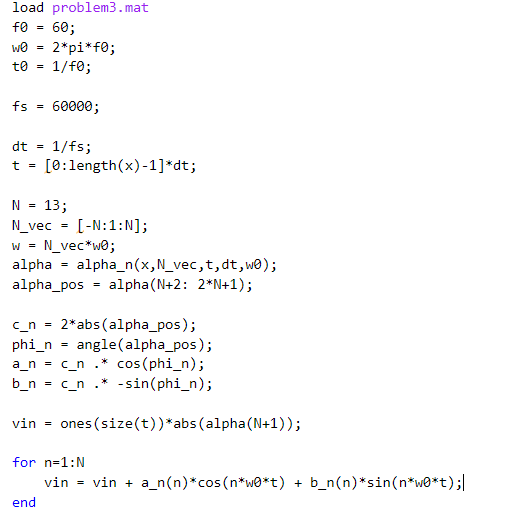 load problem3.mat
f0 = 60;
w0 = 2*pi*f0;
t0 = 1/f0;
fs = 60000;
dt = 1/fs;
t = [0:length(x)-1]*dt;
N = 13;
N_vec = [-N:1:N];
w = N_vec*w0;
alpha = alpha_n(x,N_vec,t,dt,w0);
alpha_pos = alpha(N+2: 2*N+1);
c_n = 2*abs(alpha_pos);
phi_n = angle(alpha_pos);
a_n = c_n .* cos(phi_n);
b_n = c_n .* -sin(phi_n);
vin = ones(size(t))*abs(alpha(N+1));
for n=1:N
vin = vin + a_n(n)*cos(n*w0*t) + b_n(n)*sin(n*w0*t);
end